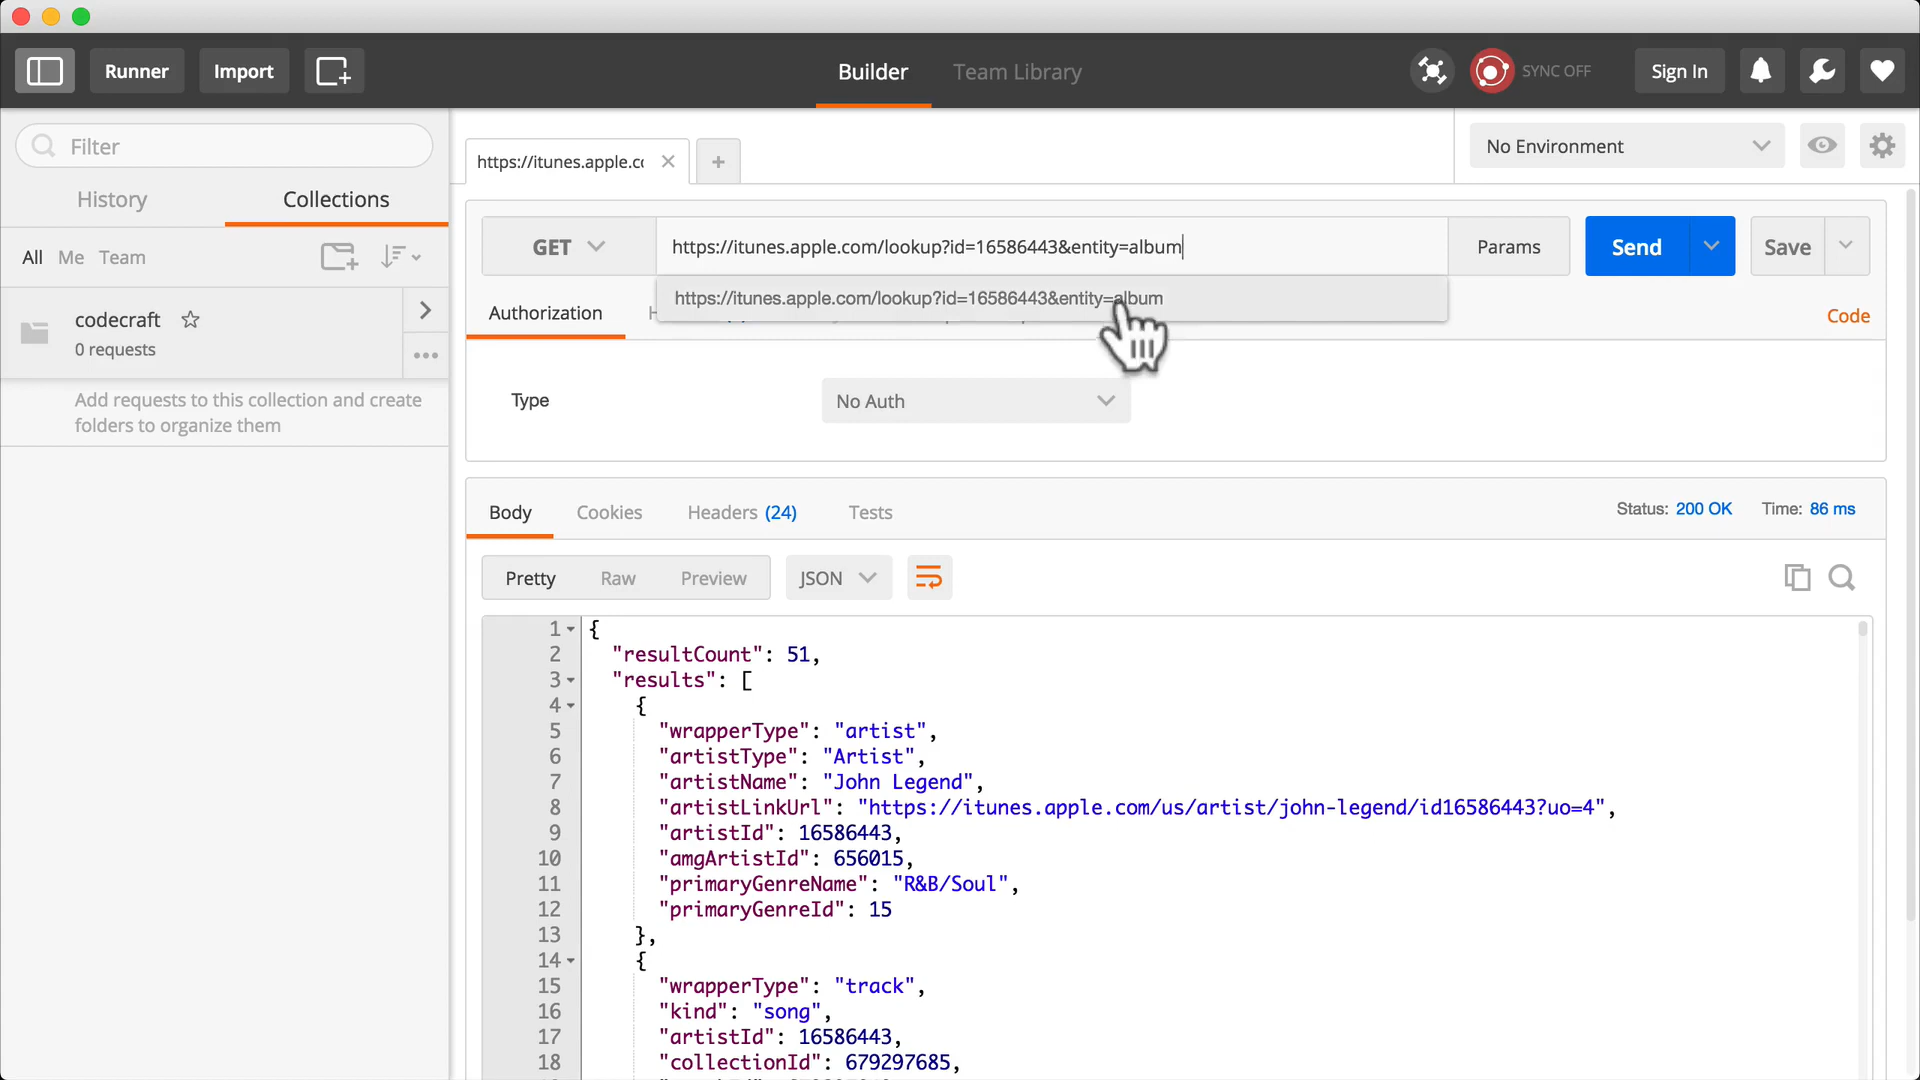 Runner
Import
Builder
Team Library
SYNC OFF
Sign In
Filter
History
Collections
All
Me
Team
codecraft
0 requests
Add requests to this collection and create
folders to organize them
https://itunes.apple.co
No Environment
GET
https://itunes.apple.com/lookup?id=16586443&entity=album
Params
Send
Save
https://itunes.apple.com/lookup?id=16586443&entity=album
Authorization
Code
Type
No Auth
Body
Cookies
Headers (24)
Tests
Status: 200 OK
Time: 86 ms
Pretty
Raw
Preview
JSON
1 {
2 "resultCount": 51,
3 "results": [
4 {
5 "wrapperType": "artist",
6 "artistType": "Artist",
7 "artistName": "John Legend",
8 "artistLinkUrl": "https://itunes.apple.com/us/artist/john-legend/id16586443?uo=4",
9 "artistId": 16586443,
10 "amgArtistId": 656015,
11 "primaryGenreName": "R&B/Soul",
12 "primaryGenreId": 15
13 },
14 {
15 "wrapperType": "track",
16 "kind": "song",
17 "artistId": 16586443,
18 "collectionId": 679297685,